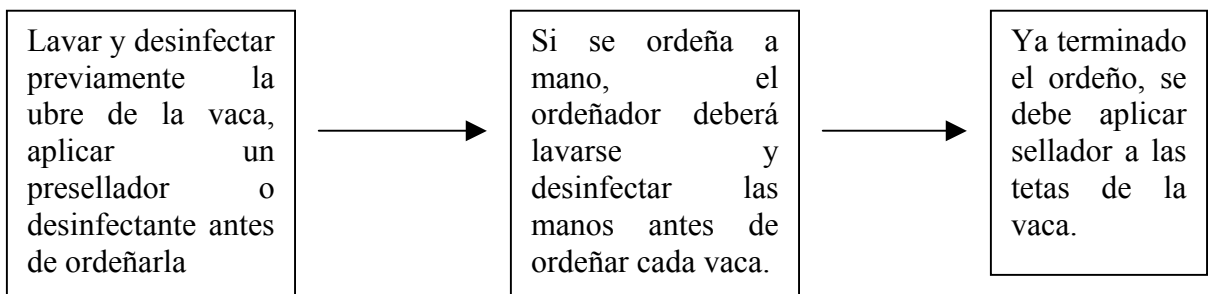 Lavar y desinfectar
previamente la
ubre de la vaca,
aplicar un
presellador o
desinfectante antes
de ordeñarla
Si se ordeña a
mano, el
ordeñador deberá
lavarse y
desinfectar las
manos antes de
ordeñar cada vaca.
Ya terminado
el ordeño, se
debe aplicar
sellador a las
tetas de la
vaca.